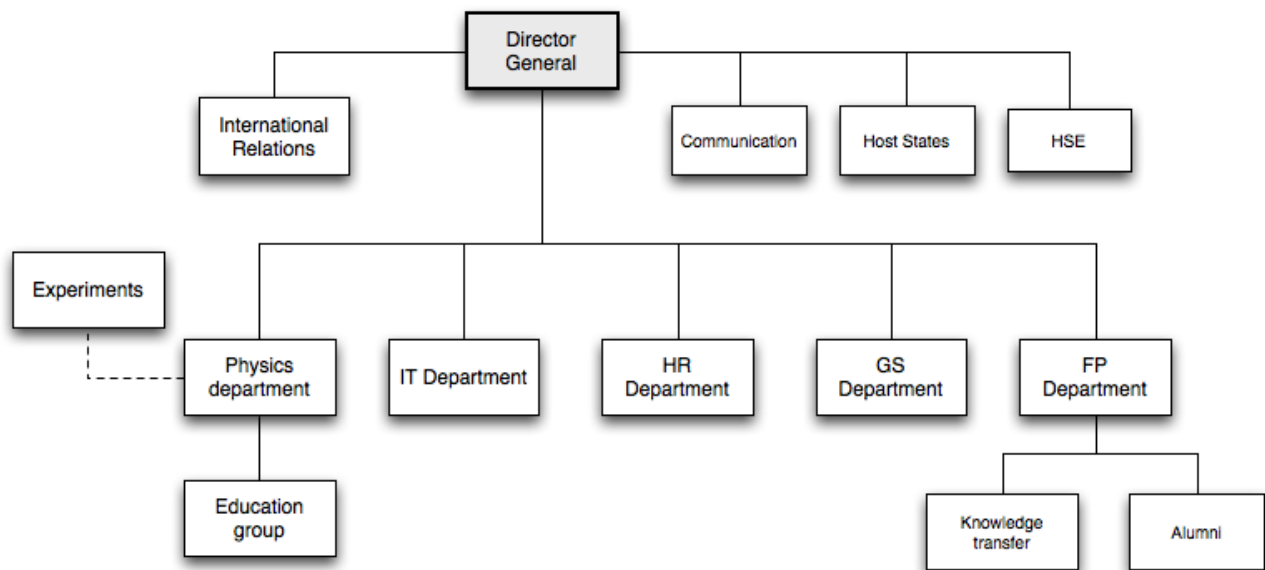 Director
General
International
Relations
Communication
Host States
HSE
Experiments
Physics
department
IT Department
HR
Department
GS
Department
FP
Department
Education
group
Knowledge
transfer
Alumni